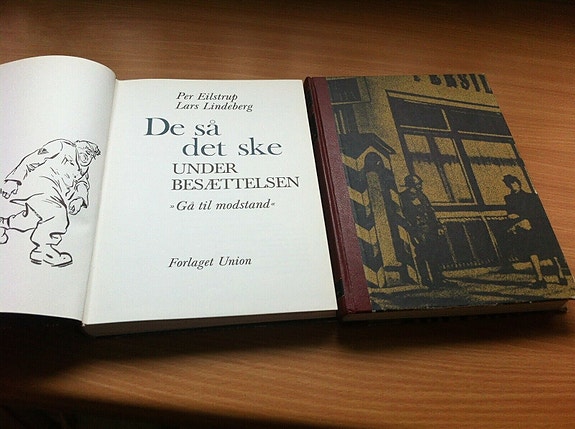 Per Eilstrup
Lars Lindeberg
De så
det ske
UNDER
BESÆTTELSEN
»Gå til modstand«
Forlaget Union